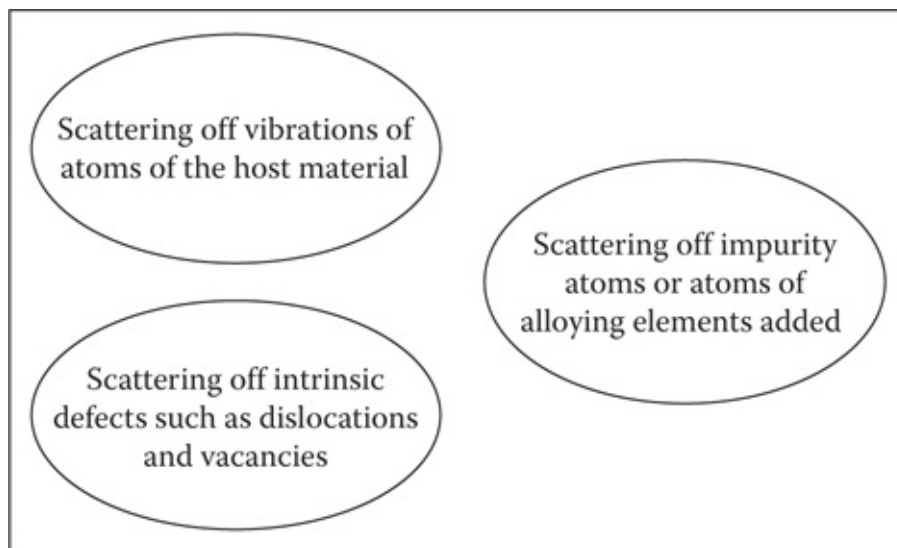 Scattering off vibrations of
atoms of the host material
Scattering off impurity
atoms or atoms of
alloying elements added
Scattering off intrinsic
defects such as dislocations
and vacancies